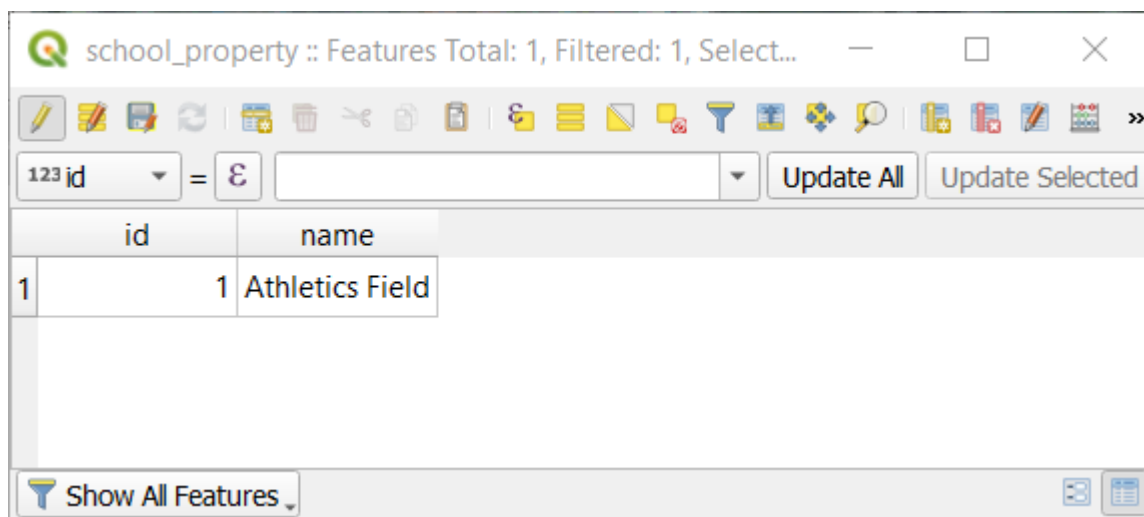 school_property :: Features Total: 1, Filtered: 1, Select...
123 id = ε Update All Update Selected
id name
1 1 Athletics Field
Show All Features